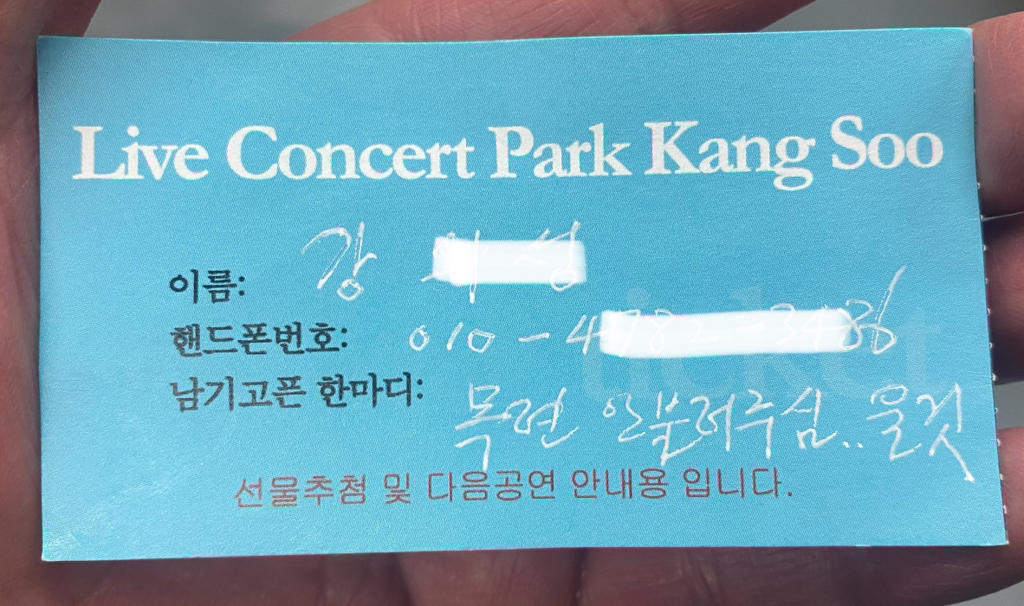 Live Concert Park Kang Soo
이름: 강
핸드폰번호: 010-4
남기고픈 한마디: 목련 안불러주심..울것
ticket
선물추첨 및 다음공연 안내용 입니다.